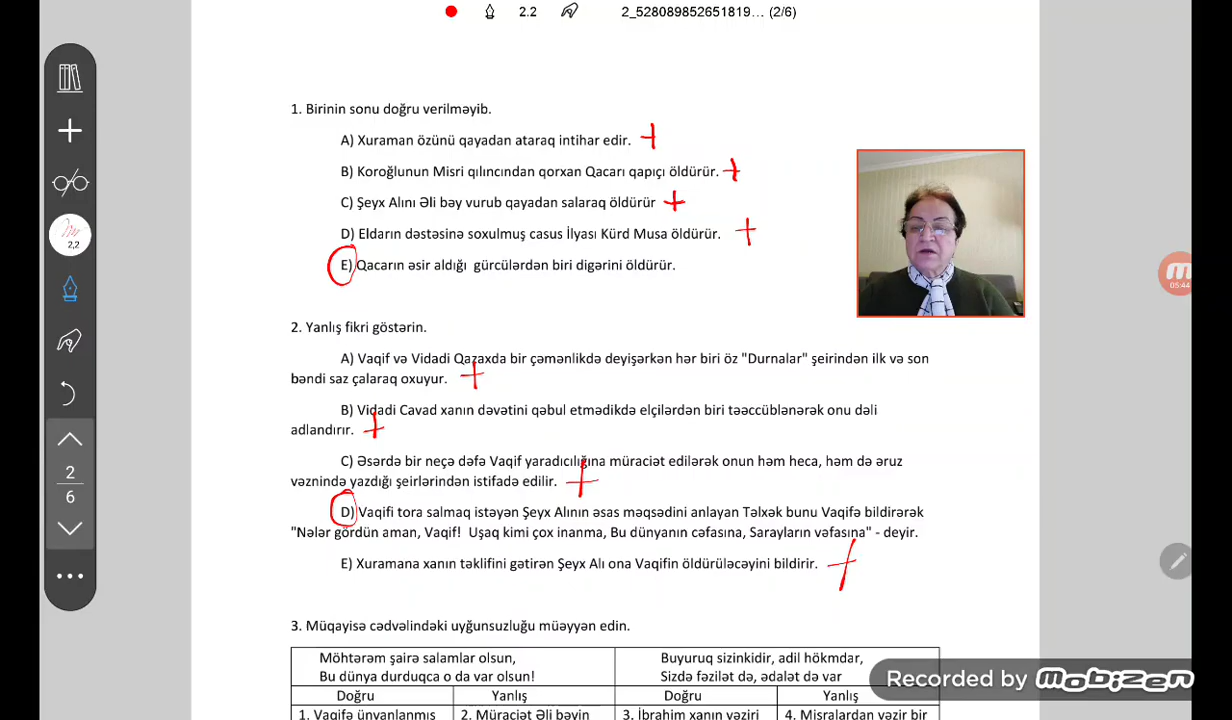 2.2
2_528089852651819... (2/6)
1. Birinin sonu doğru verilməyib.
A) Xuraman özünü qayadan ataraq intihar edir.
B) Koroğlunun Misri qılıncından qorxan Qacarı qapıçı öldürür.
C) Şeyx Alını Əli bəy vurub qayadan salaraq öldürür
D) Eldarın dəstəsinə soxulmuş casus İlyası Kürd Musa öldürür.
E) Qacarın əsir aldığı gürcülərdən biri digərini öldürür.
05:44
2,2
2. Yanlış fikri göstərin.
A) Vaqif və Vidadi Qazaxda bir çəmənlikdə deyişərkən hər biri öz "Durnalar" şeirindən ilk və son
bəndi saz çalaraq oxuyur.
B) Vidadi Cavad xanın dəvətini qəbul etmədikdə elçilərdən biri təəccüblənərək onu dəli
adlandırır.
C) Əsərdə bir neçə dəfə Vaqif yaradıcılığına müraciət edilərək onun həm heca, həm də əruz
vəznində yazdığı şeirlərindən istifadə edilir.
2
6
D) Vaqifi tora salmaq istəyən Şeyx Alının əsas məqsədini anlayan Təlxək bunu Vaqifə bildirərək
"Nələr gördün aman, Vaqif! Uşaq kimi çox inanma, Bu dünyanın cəfasına, Sarayların vəfasına" - deyir.
E) Xuramana xanın təklifini gətirən Şeyx Alı ona Vaqifin öldürüləcəyini bildirir.
3. Müqayisə cədvəlindəki uyğunsuzluğu müəyyən edin.
Möhtərəm şairə salamlar olsun,
Bu dünya durduqca o da var olsun!
Buyuruq sizinkidir, adil hökmdar,
Sizdə fəzilət də, ədalət də var
Doğru Yanlış Doğru Yanlış
1. Vaqifə ünvanlanmış 2. Müraciət Əli bəyin 3. İbrahim xanın vəziri 4. Misralardan vəzir bir
Recorded by mobizen